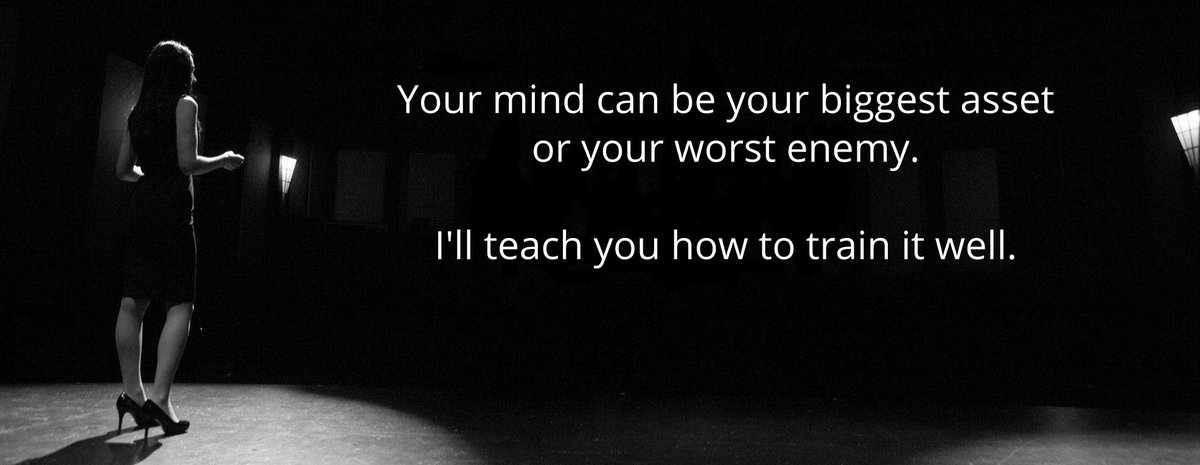 Your mind can be your biggest asset
or your worst enemy.
I'll teach you how to train it well.